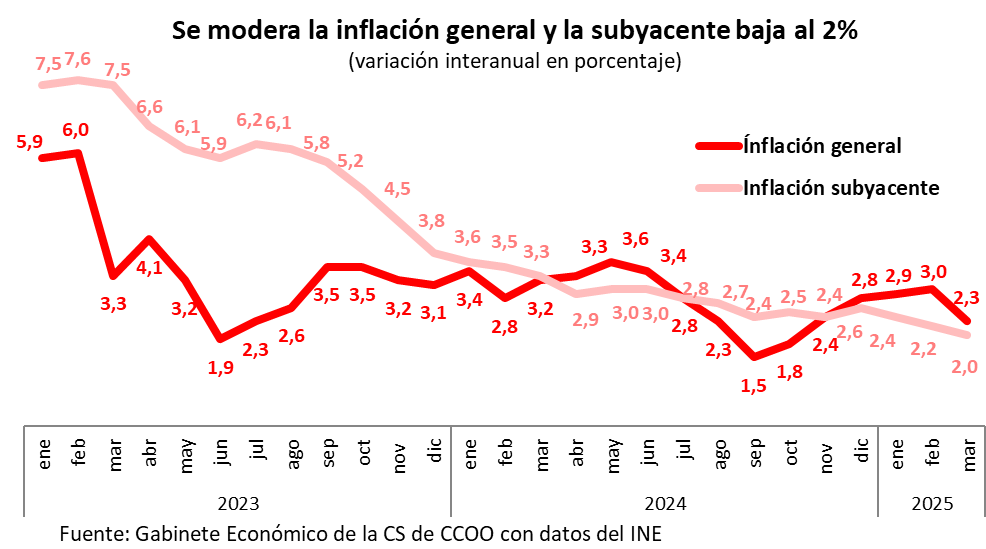 Se modera la inflación general y la subyacente baja al 2%
(variación interanual en porcentaje)
7,5 7,6 7,5 6,6 6,1 5,9 6,2 6,1 5,8 5,2 4,5 3,8 3,6 3,5 3,3 2,9 3,0 3,0 2,8 2,7 2,4 2,5 2,4 2,6 2,4 2,2 2,0
5,9 6,0 3,3 4,1 3,2 1,9 2,3 2,6 3,5 3,5 3,2 3,1 3,4 2,8 3,2 3,3 3,6 3,4 2,8 2,3 1,5 1,8 2,4 2,8 2,9 3,0 2,3
Ínflación general
Inflación subyacente
ene feb mar abr may jun jul ago sep oct nov dic ene feb mar abr may jun jul ago sep oct nov dic ene feb mar
2023 2024 2025
Fuente: Gabinete Económico de la CS de CCOO con datos del INE